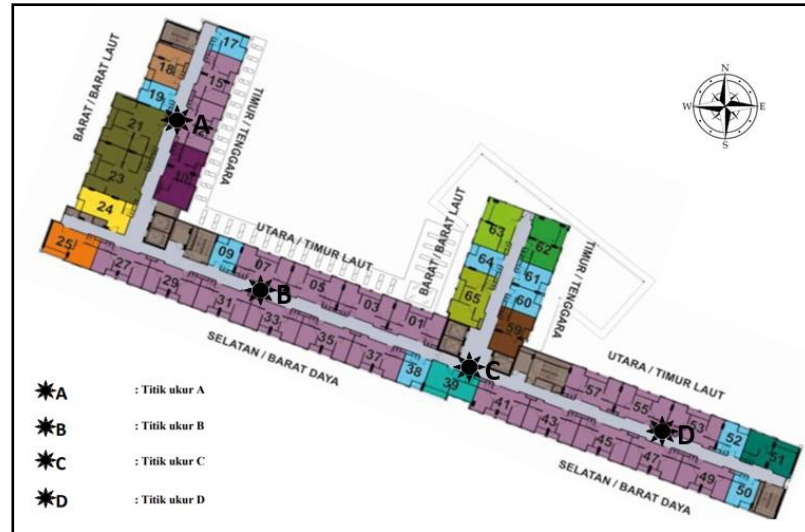 17
18
15
BARAT / BARAT LAUT
19
TIMUR / TENGGARA
A
21
10
23
24
25
09
UTARA / TIMUR LAUT
07
27
05
B
29
03
31
01
33
35
37
SELATAN / BARAT DAYA
38
39
C
BARAT / BARAT LAUT
63
62
64
61
65
60
59
TIMUR / TENGGARA
N
W
E
S
UTARA / TIMUR LAUT
57
55
53
52
51
41
43
45
47
49
50
D
SELATAN / BARAT DAYA
A : Titik ukur A
B : Titik ukur B
C : Titik ukur C
D : Titik ukur D